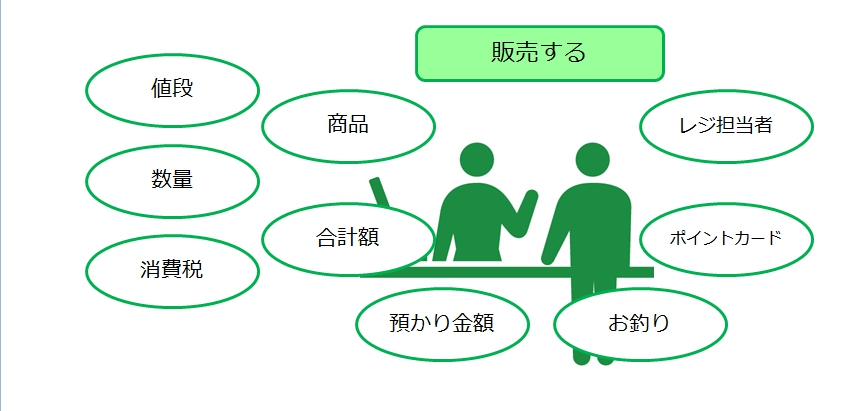 販売する
値段
商品
レジ担当者
数量
合計額
ポイントカード
消費税
預かり金額
お釣り